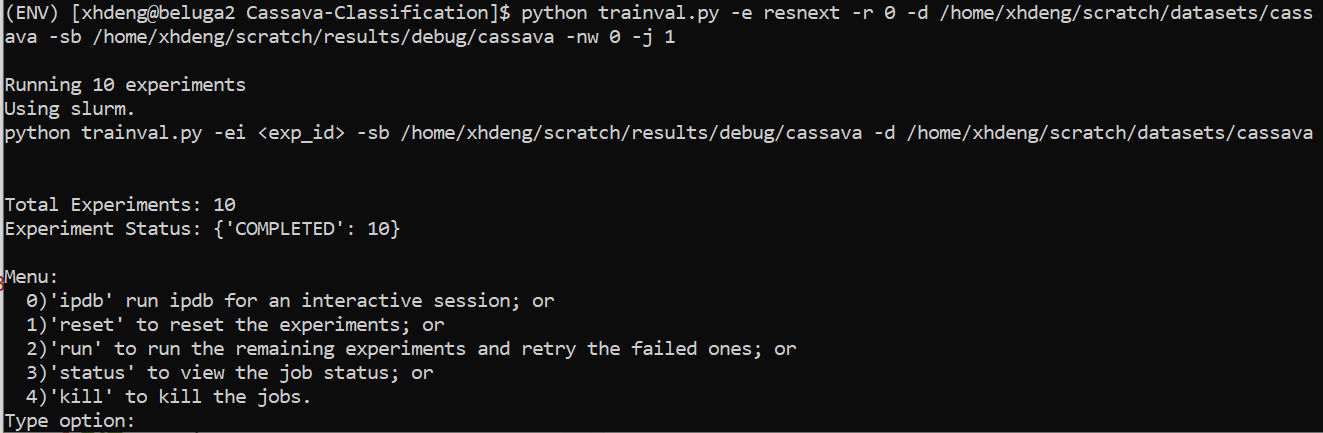 (ENV) [xhdeng@beluga2 Cassava-Classification]$ python trainval.py -e resnext -r 0 -d /home/xhdeng/scratch/datasets/cass
ava -sb /home/xhdeng/scratch/results/debug/cassava -nw 0 -j 1
Running 10 experiments
Using slurm.
python trainval.py -ei <exp_id> -sb /home/xhdeng/scratch/results/debug/cassava -d /home/xhdeng/scratch/datasets/cassava
Total Experiments: 10
Experiment Status: {'COMPLETED': 10}
Menu:
  0)'ipdb' run ipdb for an interactive session; or
  1)'reset' to reset the experiments; or
  2)'run' to run the remaining experiments and retry the failed ones; or
  3)'status' to view the job status; or
  4)'kill' to kill the jobs.
Type option: